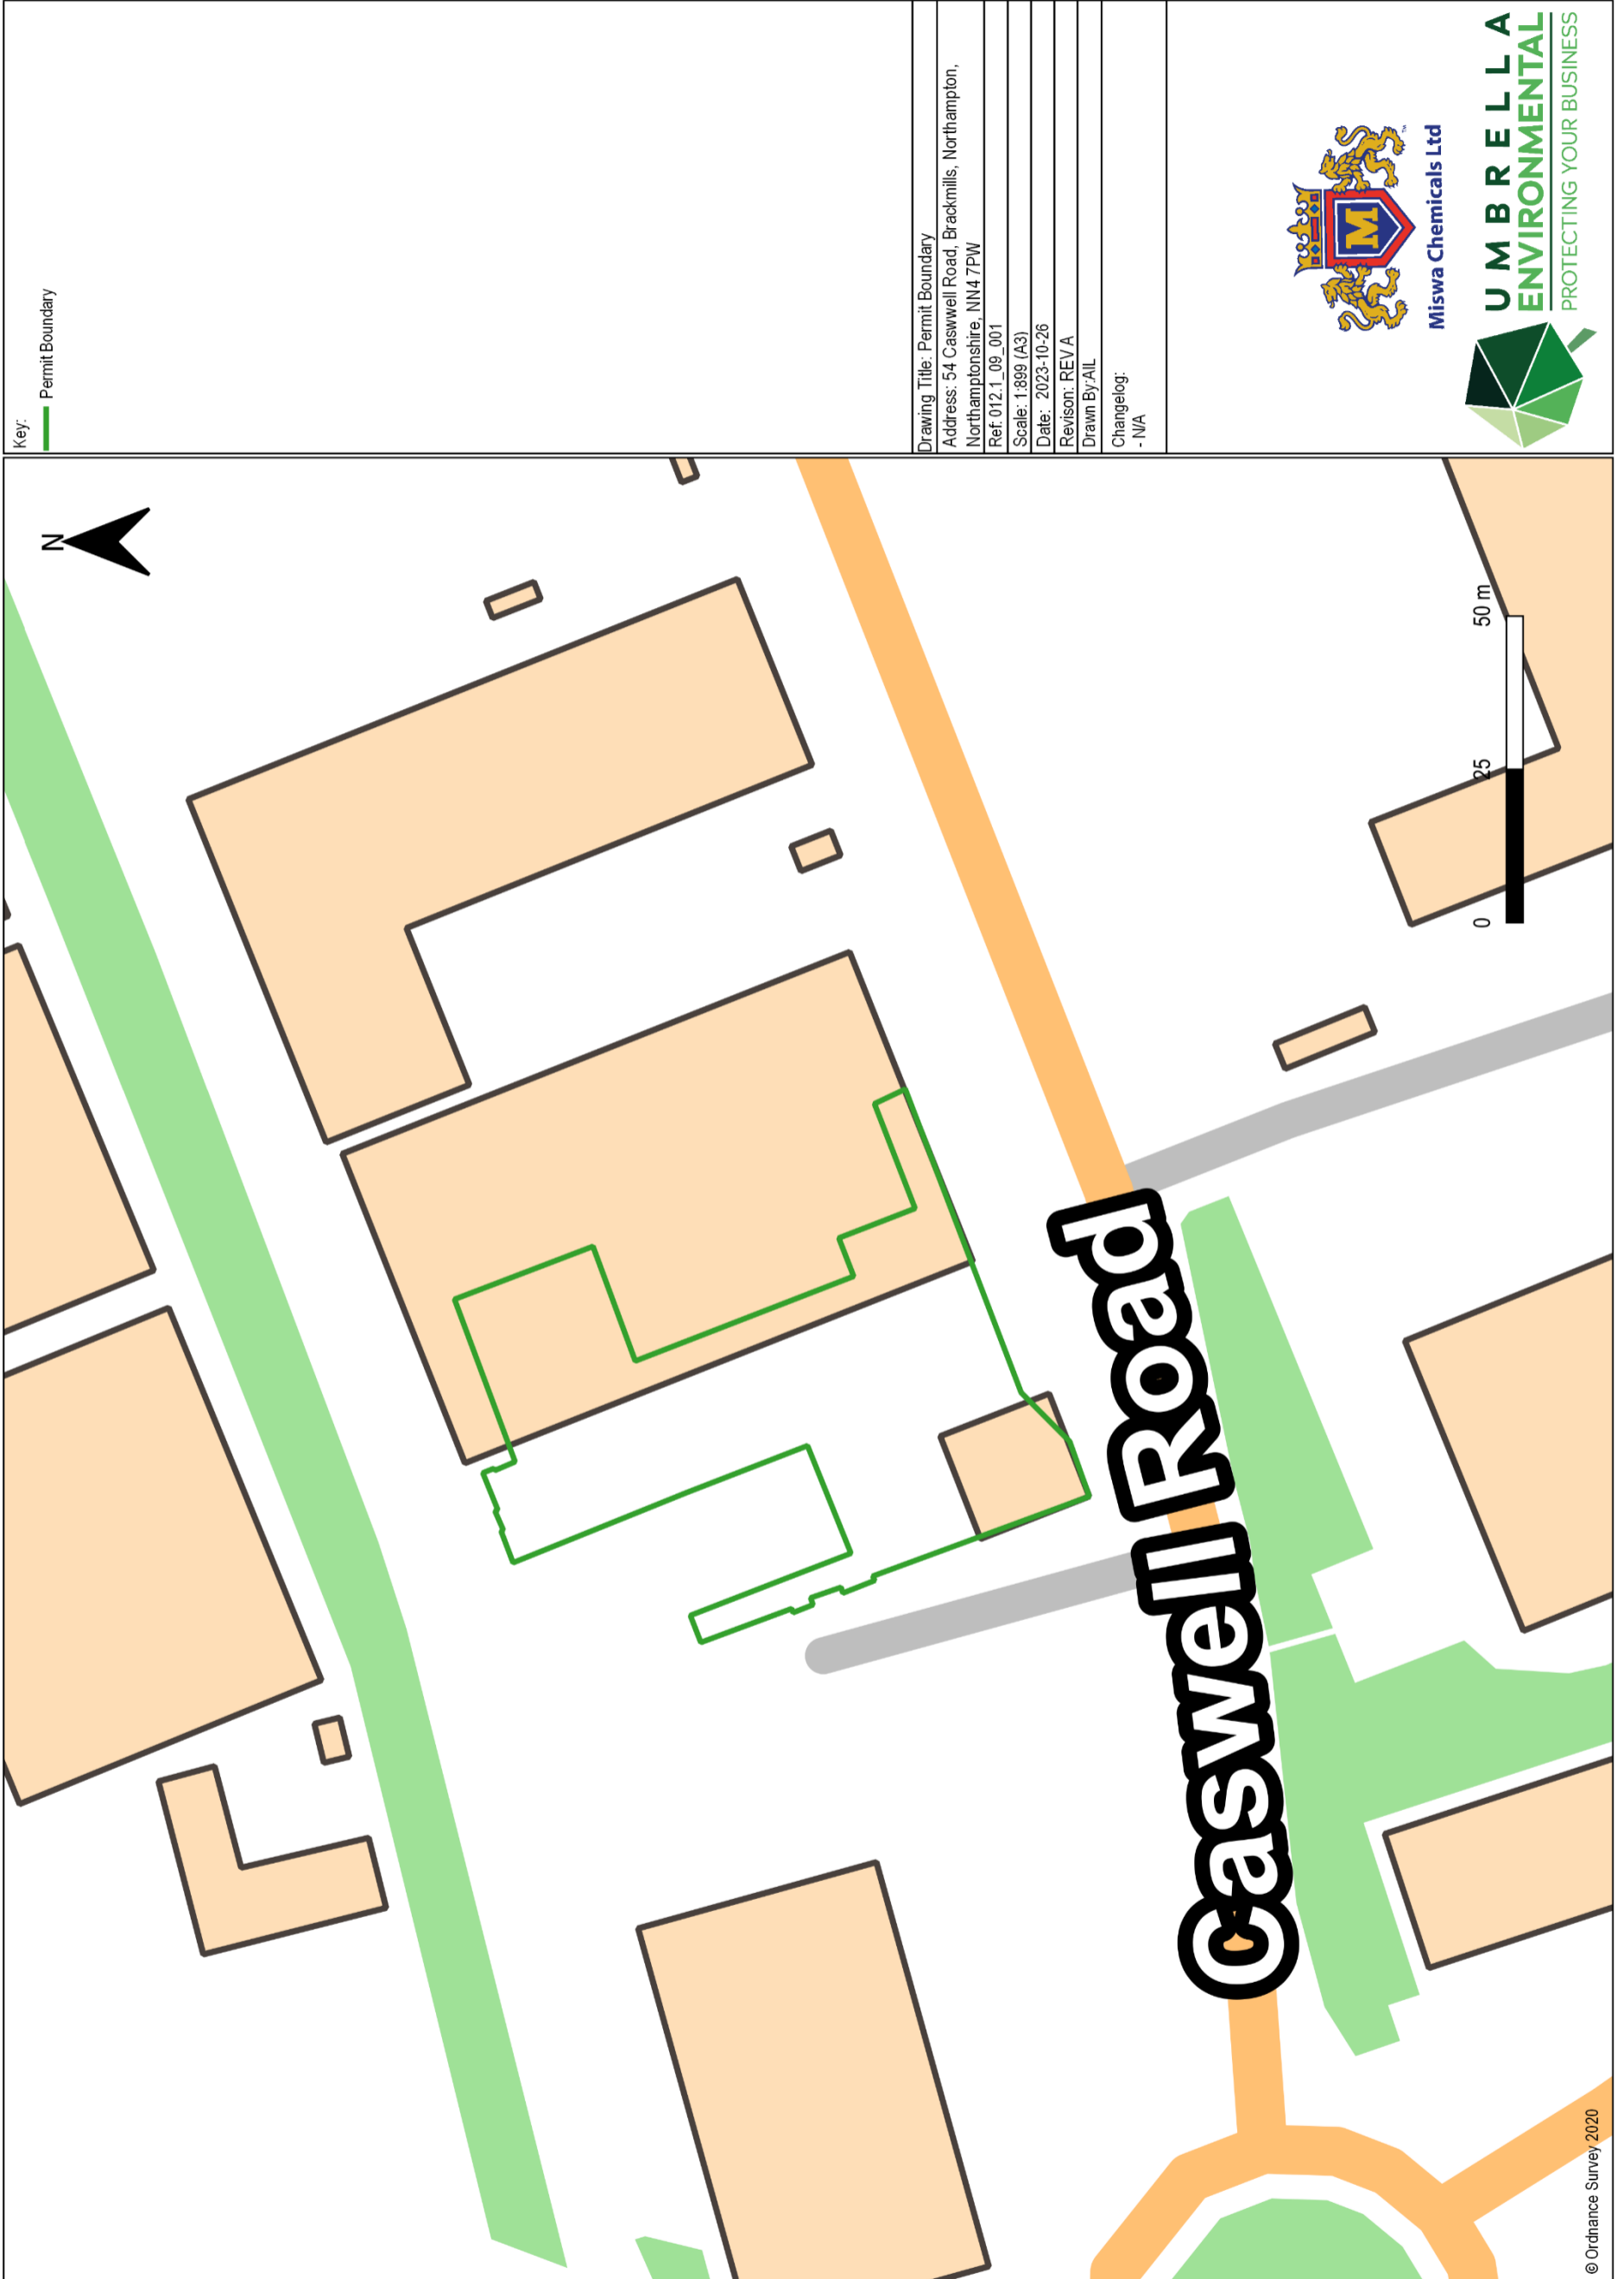 Key:
Permit Boundary
Drawing Title: Permit Boundary
Address: 54 Caswwell Road, Brackmills, Northampton,
Northamptonshire, NN4 7PW
Ref: 012.1_09_001
Scale: 1:899 (A3)
Date: 2023-10-26
Revison: REV A
Drawn By:AIL
Changelog:
- N/A
M
TM
Miswa Chemicals Ltd
UMBRELLA
ENVIRONMENTAL
PROTECTING YOUR BUSINESS
N
Caswell Road
0 25 50 m
© Ordnance Survey 2020